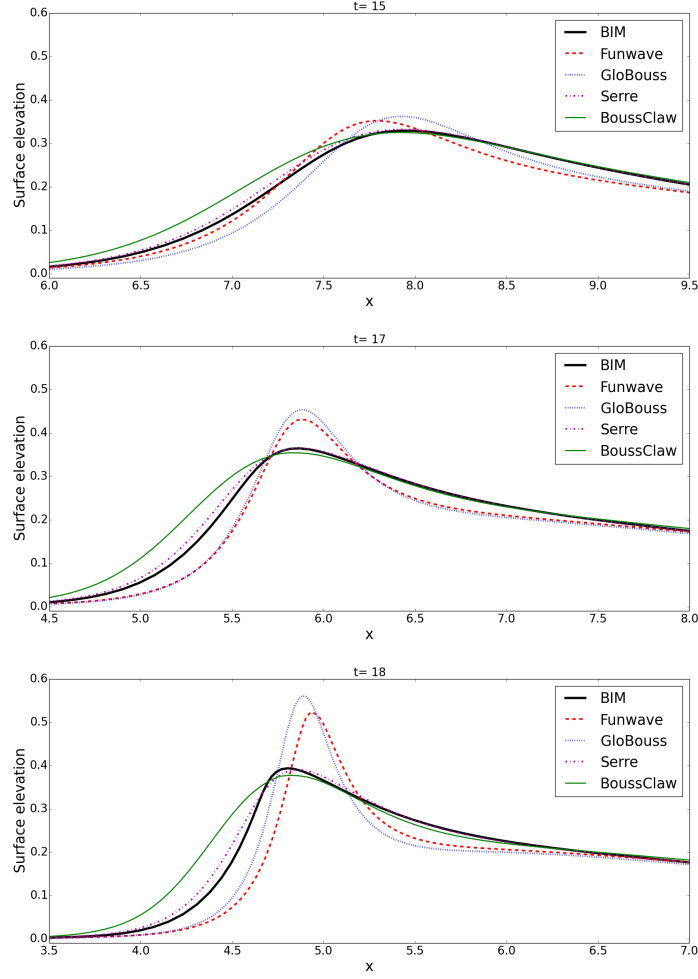 t= 15
0.6
0.5
0.4
0.3
0.2
0.1
0.0
Surface elevation
BIM
Funwave
GloBouss
Serre
BoussClaw
6.0 6.5 7.0 7.5 8.0 8.5 9.0 9.5
x
t= 17
0.6
0.5
0.4
0.3
0.2
0.1
0.0
Surface elevation
BIM
Funwave
GloBouss
Serre
BoussClaw
4.5 5.0 5.5 6.0 6.5 7.0 7.5 8.0
x
t= 18
0.6
0.5
0.4
0.3
0.2
0.1
0.0
Surface elevation
BIM
Funwave
GloBouss
Serre
BoussClaw
3.5 4.0 4.5 5.0 5.5 6.0 6.5 7.0
x